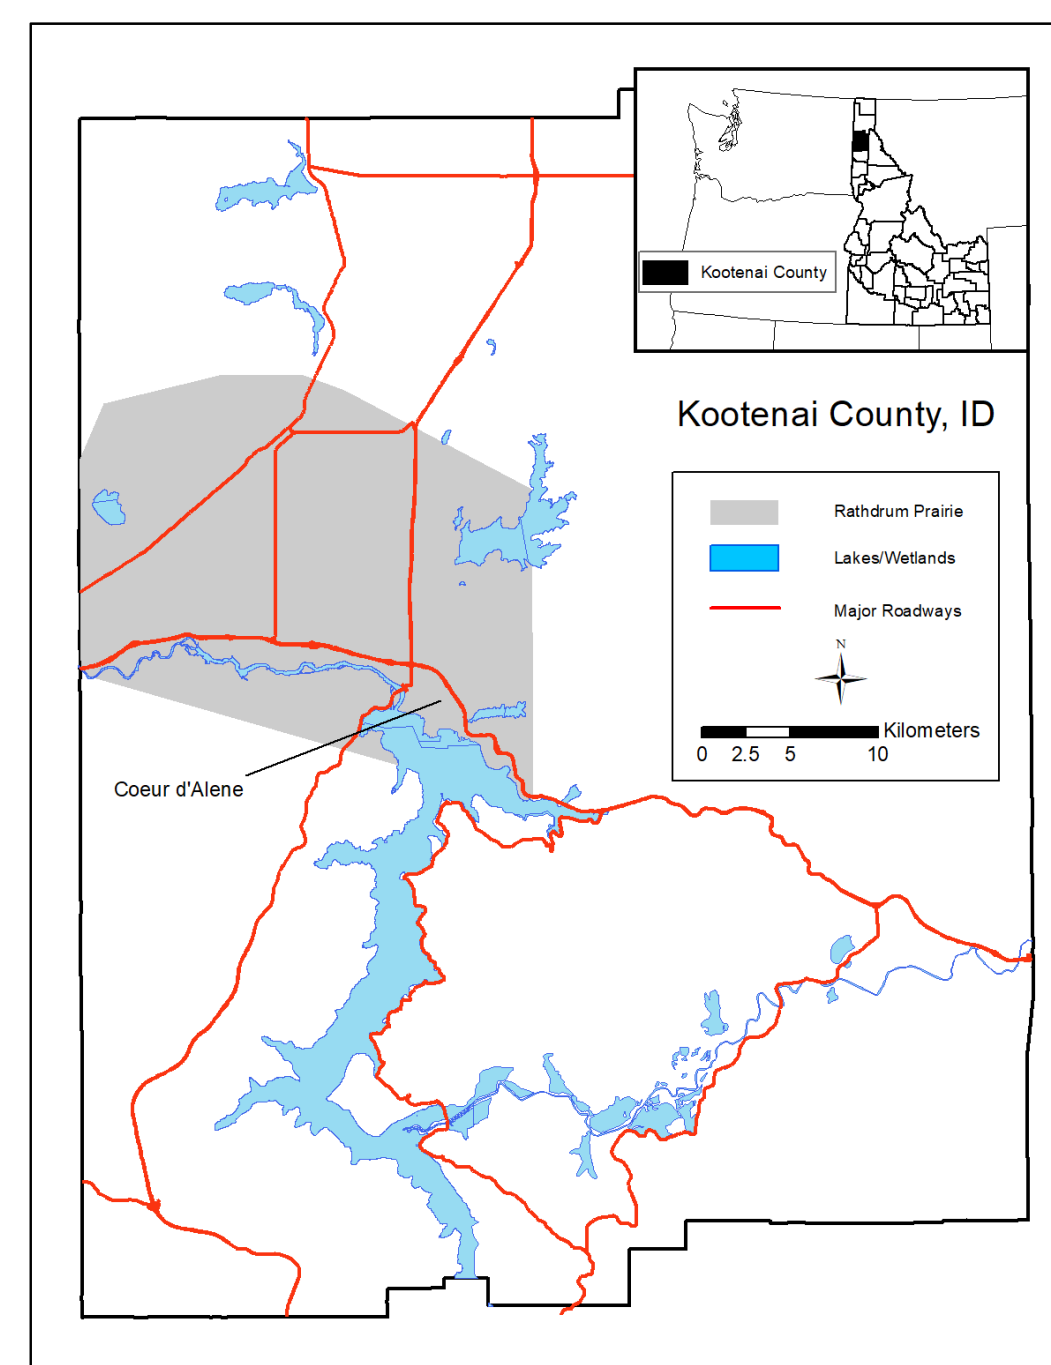 Kootenai County
Kootenai County, ID
Rathdrum Prairie
Lakes/Wetlands
Major Roadways
N
Kilometers
0 2.5 5 10
Coeur d'Alene